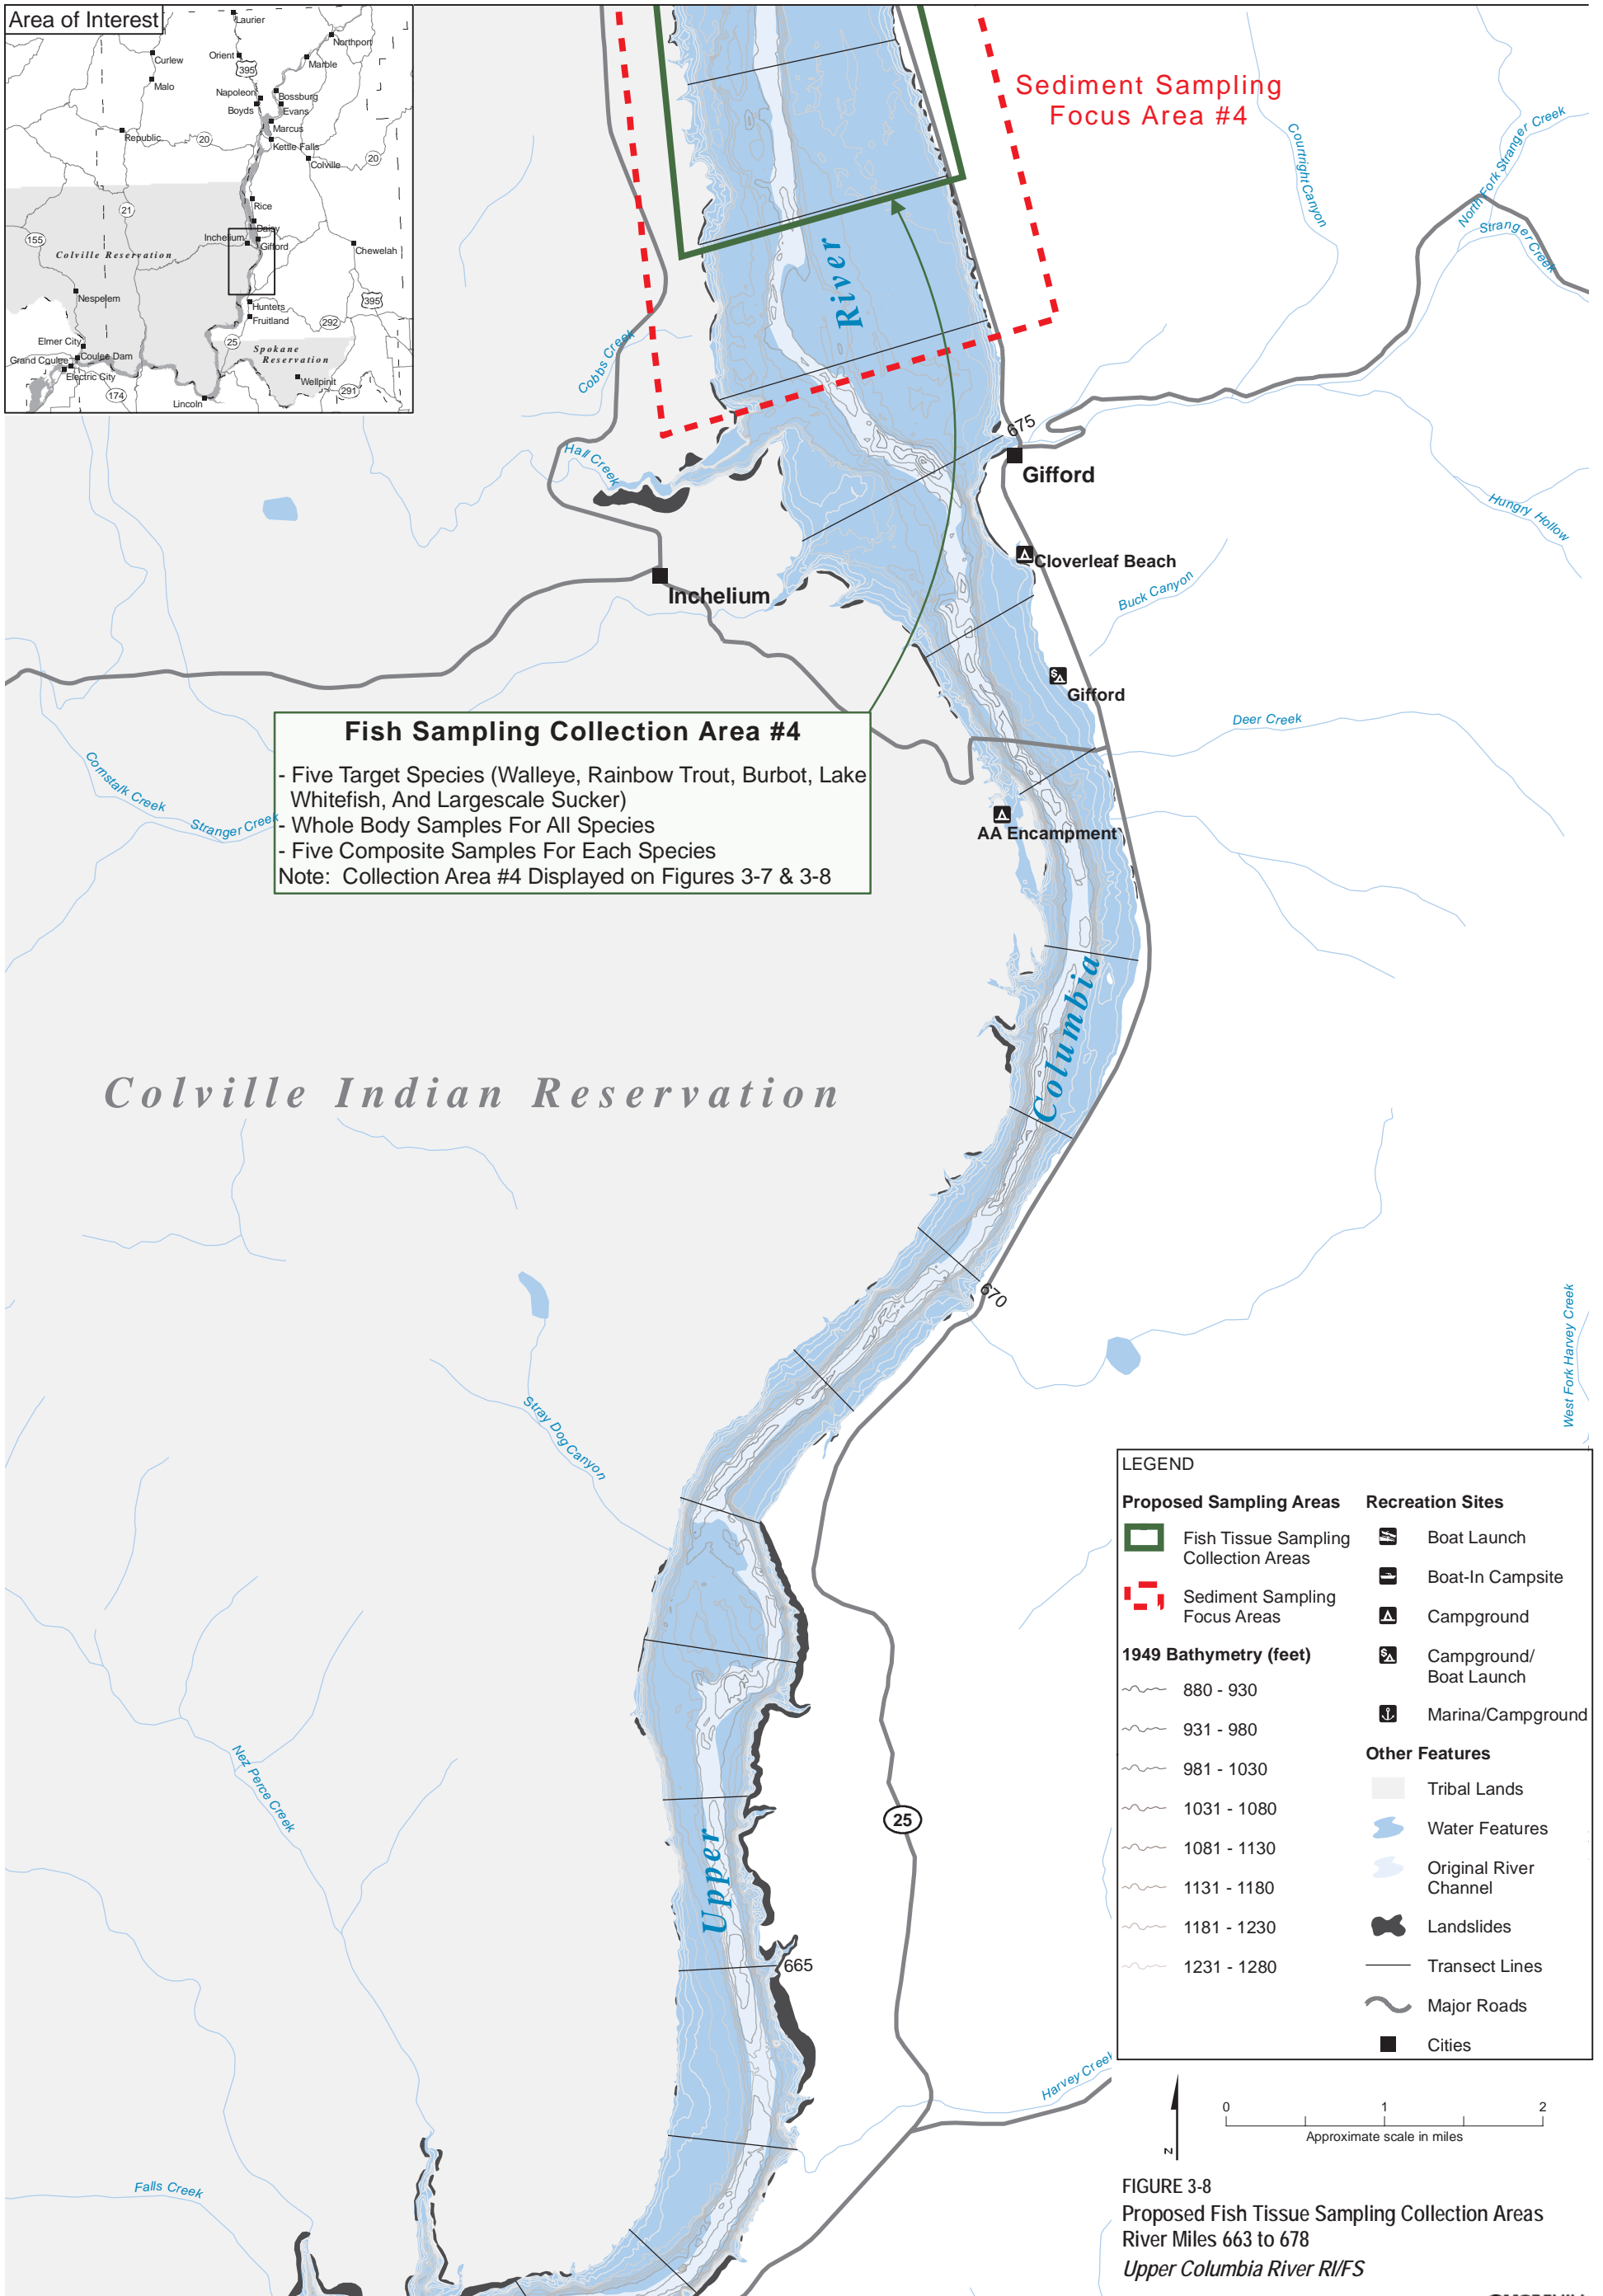 Area of Interest
Laurier
Northport
Orient
Curlew
395
Marble
Malo
Napoleon
Bossburg
Boyds
Evans
Marcus
Republic
20
Kettle Falls
Colville
20
Rice
21
Daisy
155
Inchelium
Gifford
Chewelah
Colville Reservation
Nespelem
395
Hunters
Fruitland
292
Elmer City
25
Spokane
Reservation
Grand Coulee
Coulee Dam
Electric City
Wellpinit
174
Lincoln
291
Sediment Sampling
Focus Area #4
Courtright Canyon
North Fork Stranger Creek
Stranger Creek
River
Cobbs Creek
675
Hall Creek
Gifford
Hungry Hollow
Cloverleaf Beach
Inchelium
Buck Canyon
Gifford
Deer Creek
Fish Sampling Collection Area #4
- Five Target Species (Walleye, Rainbow Trout, Burbot, Lake
Whitefish, And Largescale Sucker)
- Whole Body Samples For All Species
- Five Composite Samples For Each Species
Note: Collection Area #4 Displayed on Figures 3-7 & 3-8
Cornstalk Creek
Stranger Creek
AA Encampment
Columbia
Colville Indian Reservation
670
West Fork Harvey Creek
Stray Dog Canyon
Nez Perce Creek
25
Upper
665
Harvey Creek
Falls Creek
LEGEND
Proposed Sampling Areas
Fish Tissue Sampling
Collection Areas
Sediment Sampling
Focus Areas
1949 Bathymetry (feet)
880 - 930
931 - 980
981 - 1030
1031 - 1080
1081 - 1130
1131 - 1180
1181 - 1230
1231 - 1280
Recreation Sites
Boat Launch
Boat-In Campsite
Campground
Campground/
Boat Launch
Marina/Campground
Other Features
Tribal Lands
Water Features
Original River
Channel
Landslides
Transect Lines
Major Roads
Cities
N
0 1 2
Approximate scale in miles
FIGURE 3-8
Proposed Fish Tissue Sampling Collection Areas
River Miles 663 to 678
Upper Columbia River RI/FS